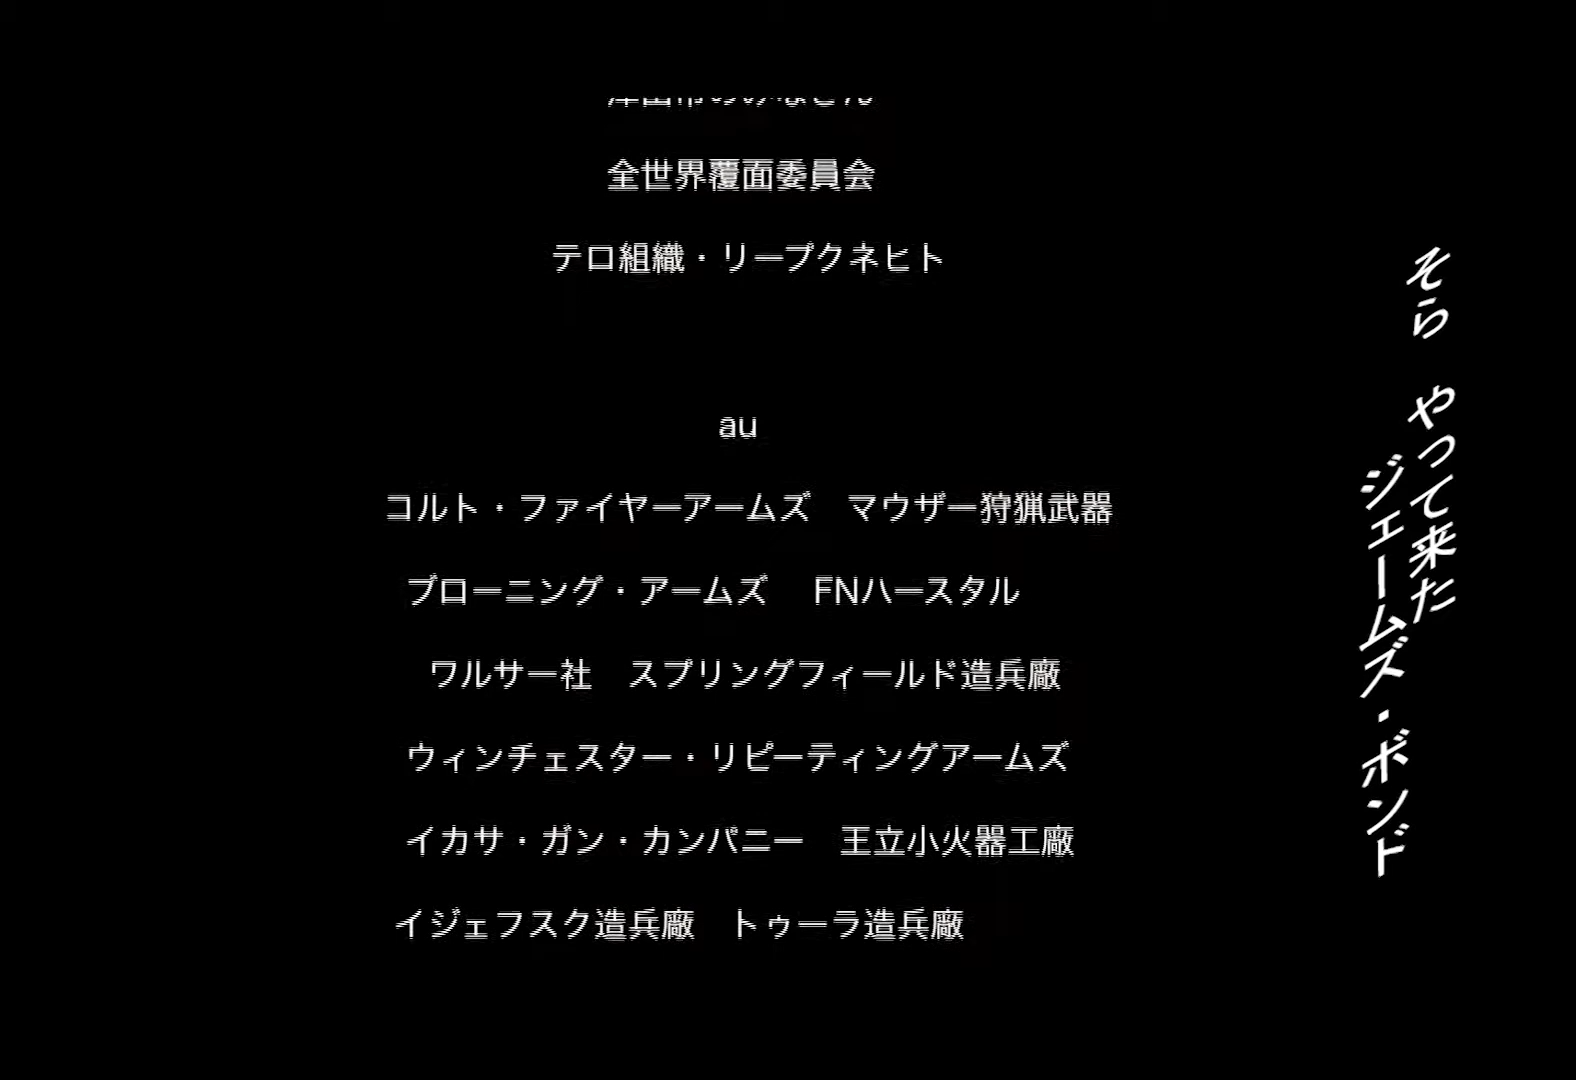 全世界覆面委員会
テロ組織・リープクネヒト
au
コルト・ファイヤーアームズ　マウザー狩猟武器
ブローニング・アームズ　FNハースタル
ワルサー社　スプリングフィールド造兵廠
ウィンチェスター・リピーティングアームズ
イカサ・ガン・カンパニー　王立小火器工廠
イジェフスク造兵廠　トゥーラ造兵廠
そら　やって来た
ジェームズ・ボンド